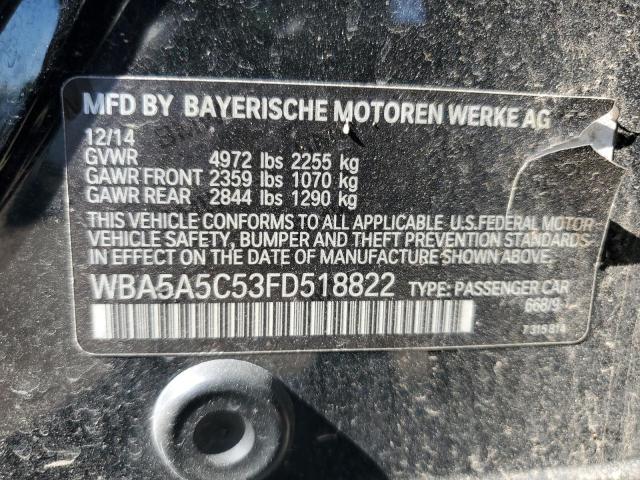 MFD BY BAYERISCHE MOTOREN WERKE AG
12/14
GVWR 4972 lbs 2255 kg
GAWR FRONT 2359 lbs 1070 kg
GAWR REAR 2844 lbs 1290 kg
THIS VEHICLE CONFORMS TO ALL APPLICABLE U.S.FEDERAL MOTOR
VEHICLE SAFETY, BUMPER AND THEFT PREVENTION
IN EFFECT ON THE DATE OF MANUFACTURE SHOWN ABOVE.
WBA5A5C53FD518822 TYPE: PASSENGER CAR
668/9
7 315 814